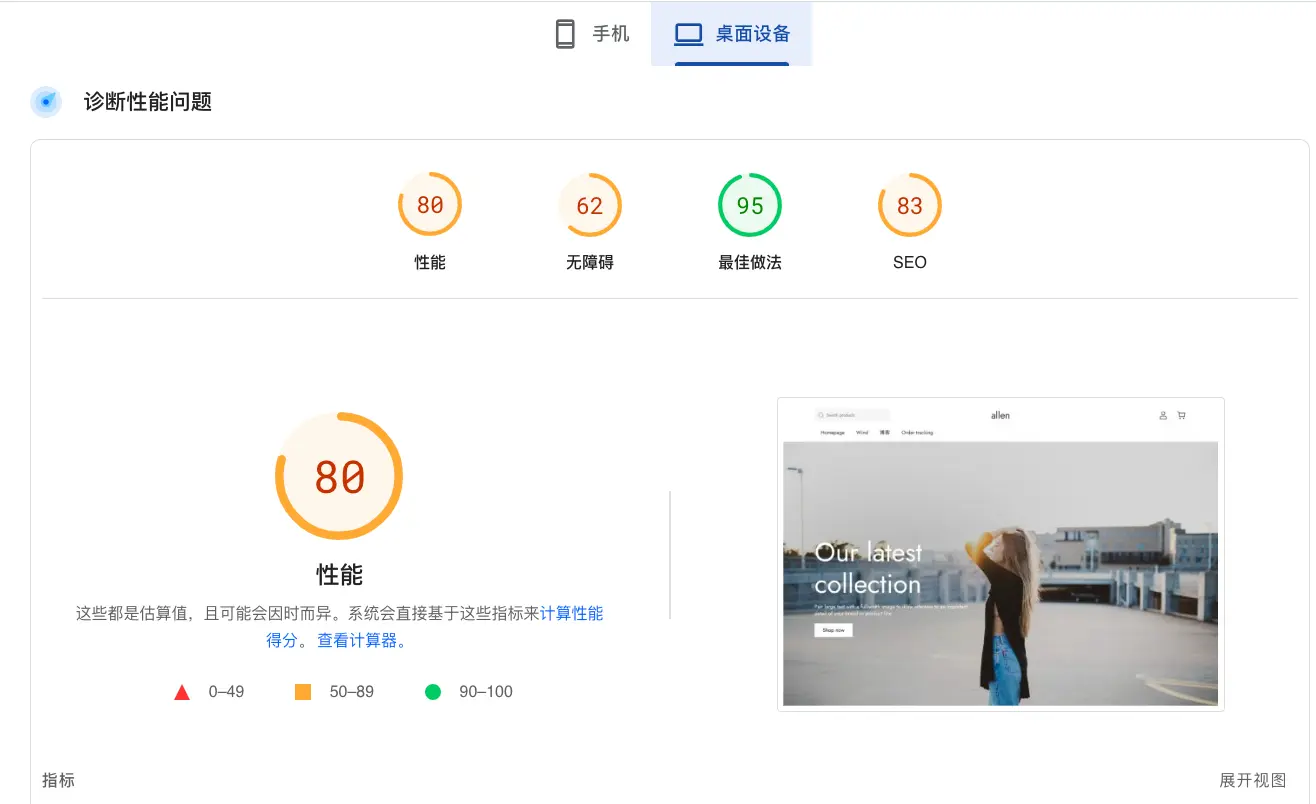 手机
桌面设备
诊断性能问题
80
62
95
83
性能
无障碍
最佳做法
SEO
80
性能
这些都是估算值，且可能会因时而异。系统会直接基于这些指标来计算性能
得分。 查看计算器。
0–49
50–89
90–100
Search products
allen
Homepage
博客
Order tracking
Our latest
collection
Shop now
指标
展开视图